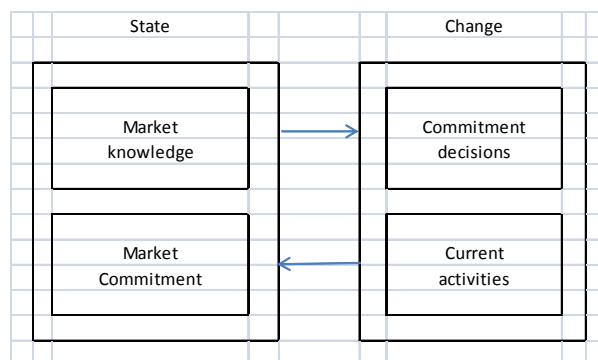 State
Change
Market
knowledge
Commitment
decisions
Market
Commitment
Current
activities